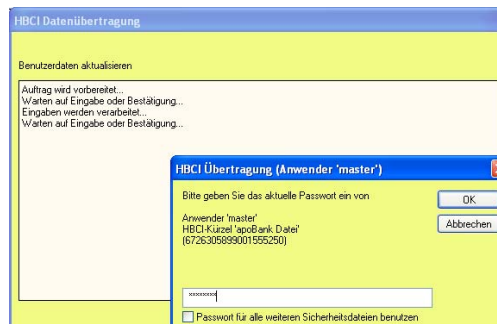 HBCI Datenübertragung
Benutzerdaten aktualisieren
Auftrag wird vorbereitet...
Warten auf Eingabe oder Bestätigung...
Eingaben werden verarbeitet...
Warten auf Eingabe oder Bestätigung...
HBCI Übertragung (Anwender 'master')
Bitte geben Sie das aktuelle Passwort ein von
Anwender 'master'
HBCI-Kürzel 'apoBank Datei'
(6726305899001555250)
OK
Abbrechen
********
Passwort für alle weiteren Sicherheitsdateien benutzen